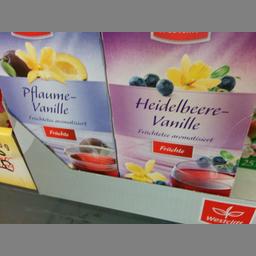 Pflaume-
Vanille
Früchtetee aromatisiert
Früchte
Heidelbeere-
Vanille
Früchtetee aromatisiert
Früchte
Westcliff